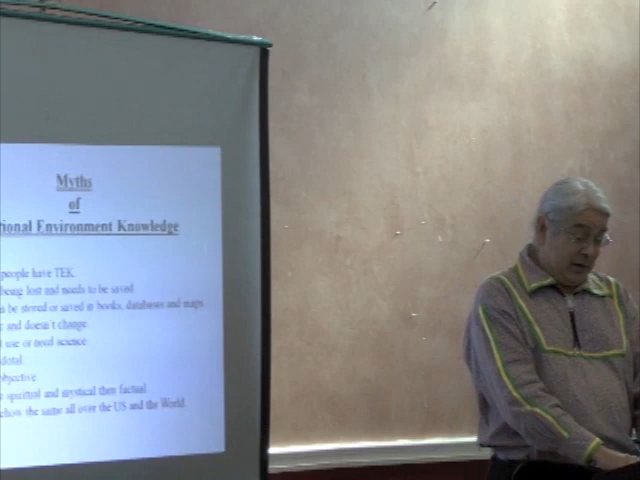 Myths
of
tional Environment Knowledge
people have TEK
being lost and needs to be saved
n be stored or saved in books, databases and maps
c and doesn't change
l use or need science
dotal
objective
e spiritual and mystical then factual
ehow the same all over the US and the World.